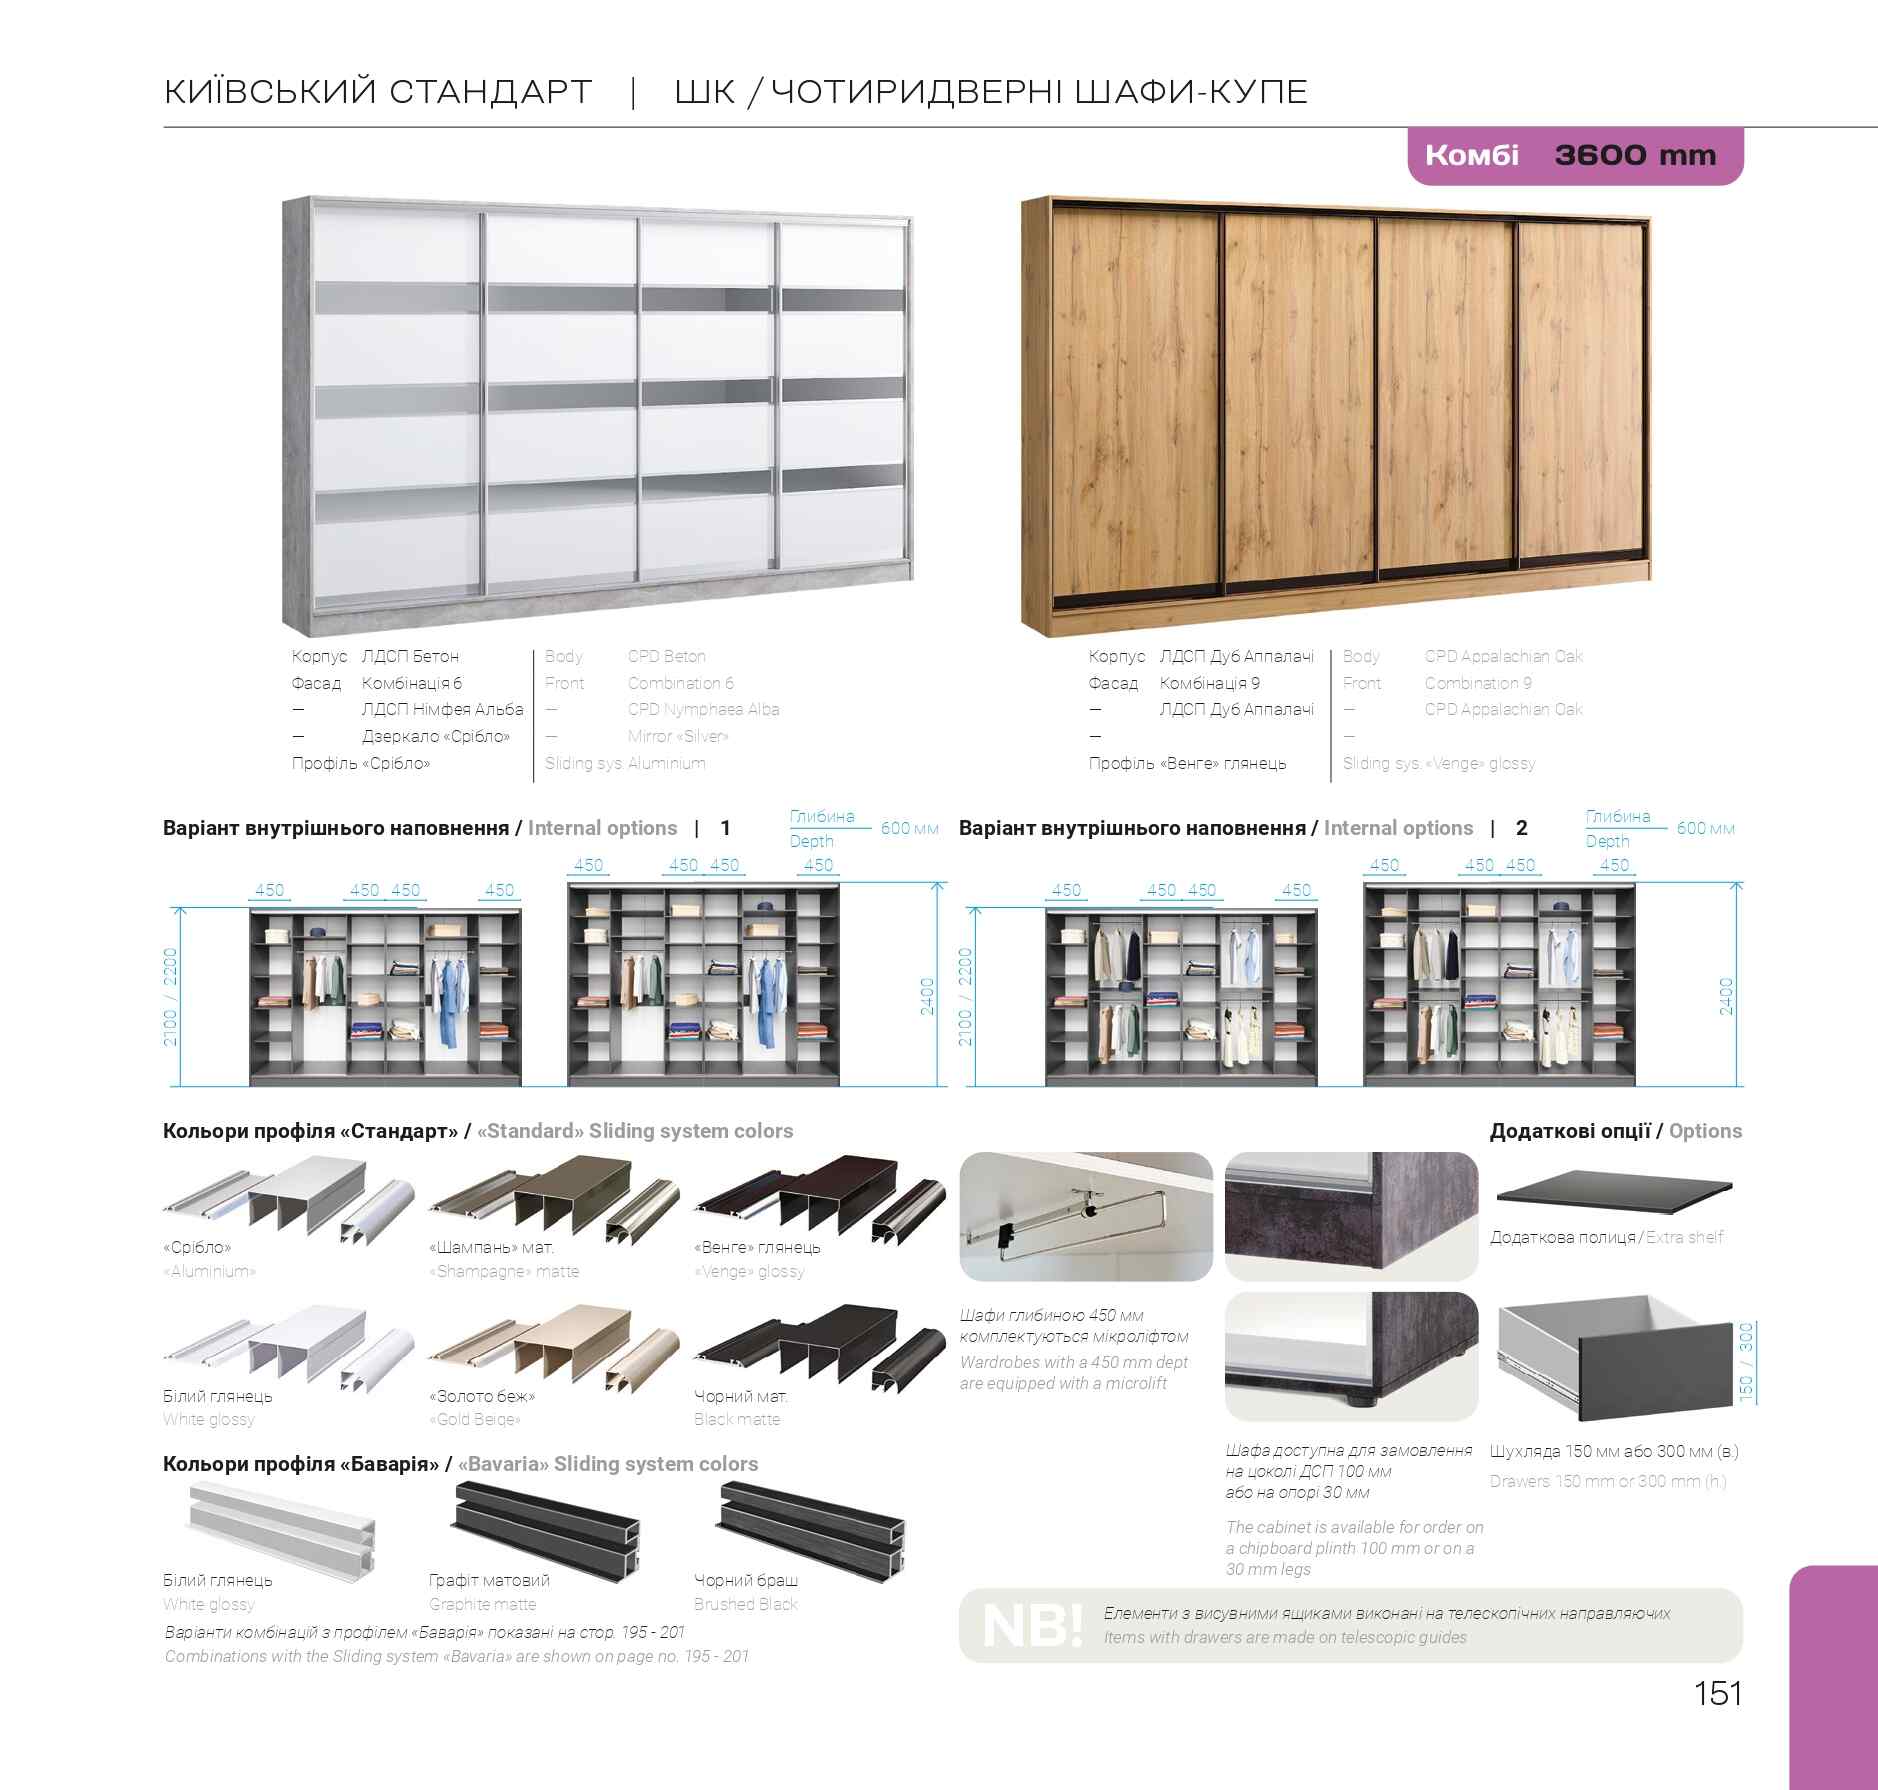 КИЇВСЬКИЙ СТАНДАРТ | ШК / ЧОТИРИДВЕРНІ ШАФИ-КУПЕ
Комбі 3600 mm
Корпус ЛДСП Бетон
Фасад Комбінація 6
— ЛДСП Німфея Альба
— Дзеркало «Срібло»
Профіль «Срібло»
Body CPD Beton
Front Combination 6
— CPD Nymphaea Alba
— Mirror «Silver»
Sliding sys. Aluminium
Корпус ЛДСП Дуб Аппалачі
Фасад Комбінація 9
— ЛДСП Дуб Аппалачі
—
Профіль «Венге» глянець
Body CPD Appalachian Oak
Front Combination 9
— CPD Appalachian Oak
—
Sliding sys. «Venge» glossy
Варіант внутрішнього наповнення / Internal options | 1
Глибина
Depth
600 мм
450 450 450 450
450 450 450 450
2100 / 2200
2400
Варіант внутрішнього наповнення / Internal options | 2
Глибина
Depth
600 мм
450 450 450 450
450 450 450 450
2100 / 2200
2400
Кольори профіля «Стандарт» / «Standard» Sliding system colors
«Срібло»
«Aluminium»
«Шампань» мат.
«Shampagne» matte
«Венге» глянець
«Venge» glossy
Білий глянець
White glossy
«Золото беж»
«Gold Beige»
Чорний мат.
Black matte
Кольори профіля «Баварія» / «Bavaria» Sliding system colors
Білий глянець
White glossy
Графіт матовий
Graphite matte
Чорний браш
Brushed Black
Варіанти комбінацій з профілем «Баварія» показані на стор. 195 - 201
Combinations with the Sliding system «Bavaria» are shown on page no. 195 - 201
Шафи глибиною 450 мм
комплектуються мікроліфтом
Wardrobes with a 450 mm dept
are equipped with a microlift
Шафа доступна для замовлення
на цоколі ДСП 100 мм
або на опорі 30 мм
The cabinet is available for order on
a chipboard plinth 100 mm or on a
30 mm legs
Додаткові опції / Options
Додаткова полиця / Extra shelf
150 / 300
Шухляда 150 мм або 300 мм (в.)
Drawers 150 mm or 300 mm (h.)
NB!
Елементи з висувними ящиками виконані на телескопічних направляючих
Items with drawers are made on telescopic guides
151